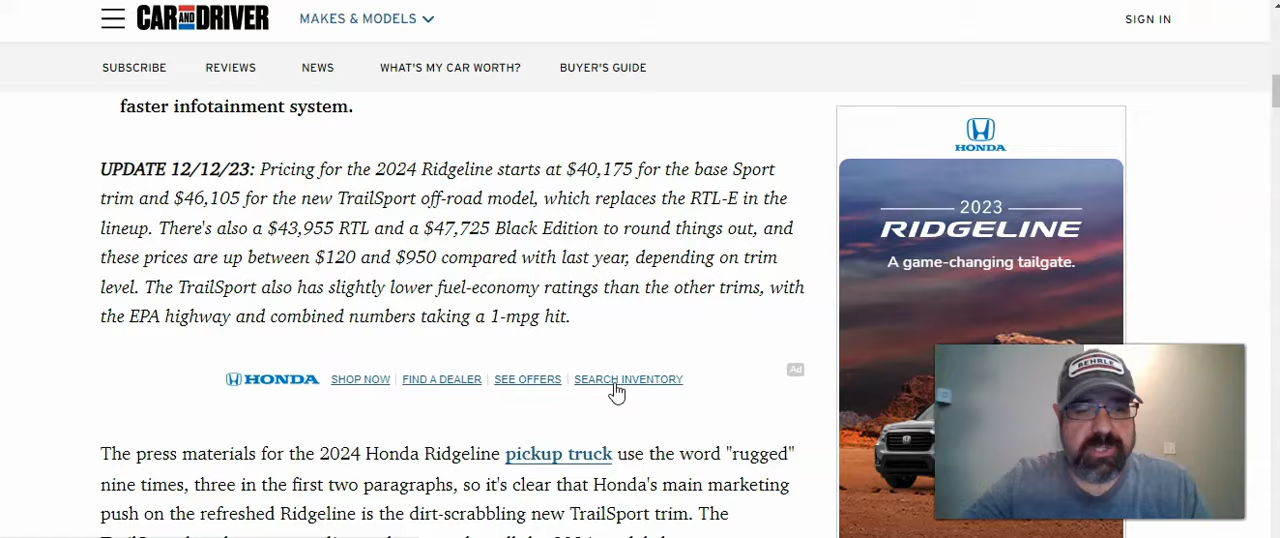 CAR AND DRIVER
MAKES & MODELS
SIGN IN
SUBSCRIBE
REVIEWS
NEWS
WHAT'S MY CAR WORTH?
BUYER'S GUIDE
faster infotainment system.
UPDATE 12/12/23: Pricing for the 2024 Ridgeline starts at $40,175 for the base Sport
trim and $46,105 for the new TrailSport off-road model, which replaces the RTL-E in the
lineup. There's also a $43,955 RTL and a $47,725 Black Edition to round things out, and
these prices are up between $120 and $950 compared with last year, depending on trim
level. The TrailSport also has slightly lower fuel-economy ratings than the other trims, with
the EPA highway and combined numbers taking a 1-mpg hit.
Ad
HONDA SHOP NOW FIND A DEALER SEE OFFERS SEARCH INVENTORY
The press materials for the 2024 Honda Ridgeline pickup truck use the word "rugged"
nine times, three in the first two paragraphs, so it's clear that Honda's main marketing
push on the refreshed Ridgeline is the dirt-scrabbling new TrailSport trim. The
HONDA
2023
RIDGELINE
A game-changing tailgate.
BEHRLE